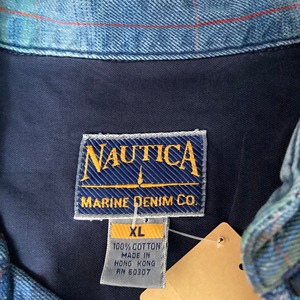 NAUTICA
MARINE DENIM CO.
XL
100% COTTON
MADE IN
HONG KONG
RN 60307